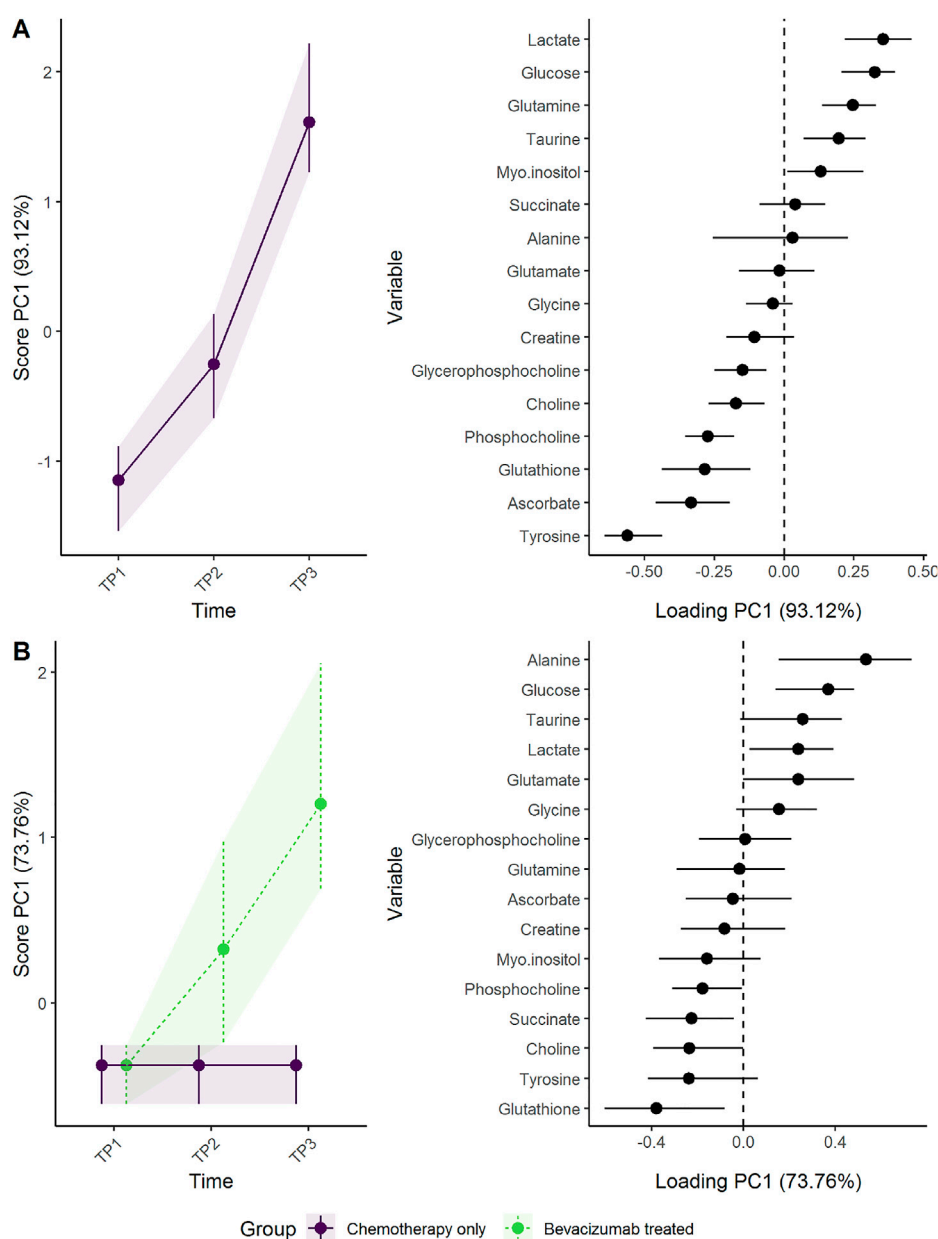 A
Score PC1 (93.12%)
2
1
0
-1
TP1
TP2
TP3
Time
Variable
Lactate
Glucose
Glutamine
Taurine
Myo.inositol
Succinate
Alanine
Glutamate
Glycine
Creatine
Glycerophosphocholine
Choline
Phosphocholine
Glutathione
Ascorbate
Tyrosine
-0.50 -0.25 0.00 0.25 0.50
Loading PC1 (93.12%)
B
Score PC1 (73.76%)
2
1
0
TP1
TP2
TP3
Time
Variable
Alanine
Glucose
Taurine
Lactate
Glutamate
Glycine
Glycerophosphocholine
Glutamine
Ascorbate
Creatine
Myo.inositol
Phosphocholine
Succinate
Choline
Tyrosine
Glutathione
-0.4 0.0 0.4
Loading PC1 (73.76%)
Group Chemotherapy only Bevacizumab treated